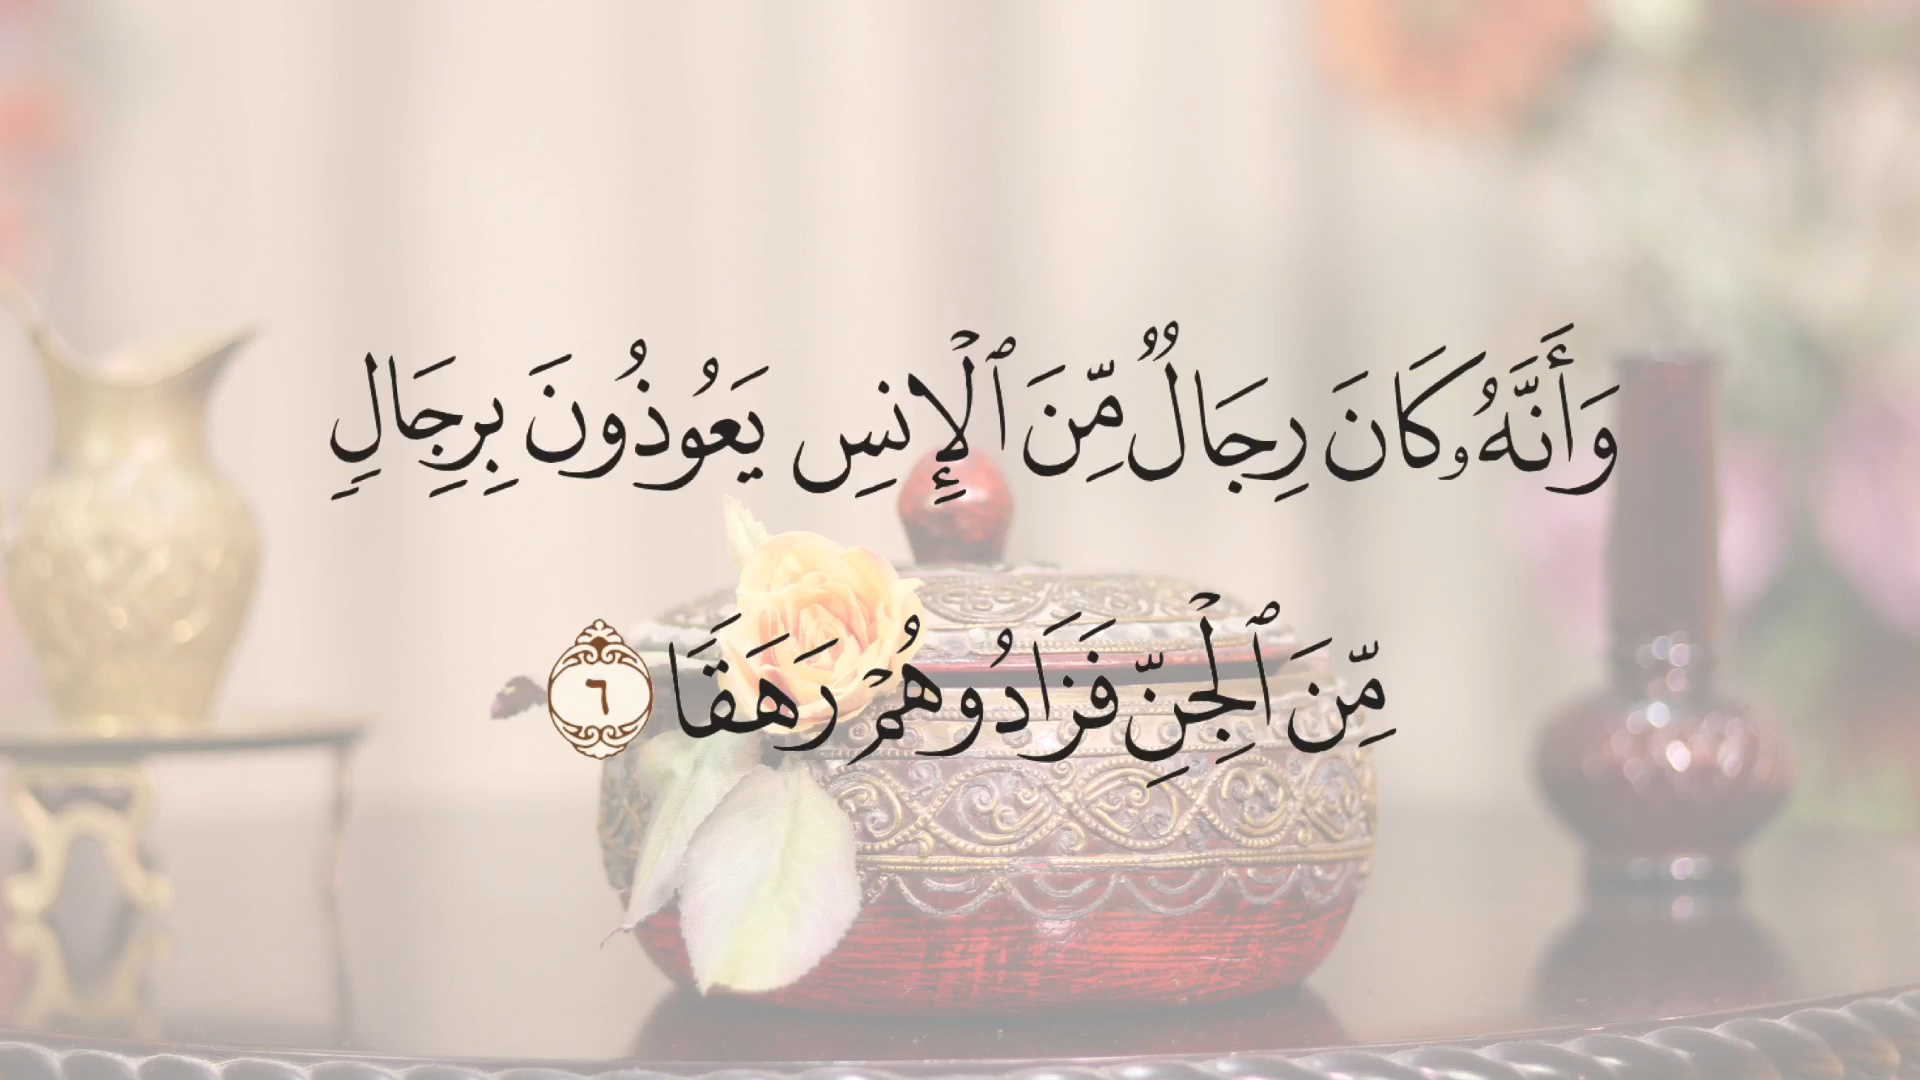 وَأَنَّهُۥ كَانَ رِجَالٌ مِّنَ ٱلْإِنسِ يَعُوذُونَ بِرِجَالٍ
مِّنَ ٱلْجِنِّ فَزَادُوهُمْ رَهَقًا ٦